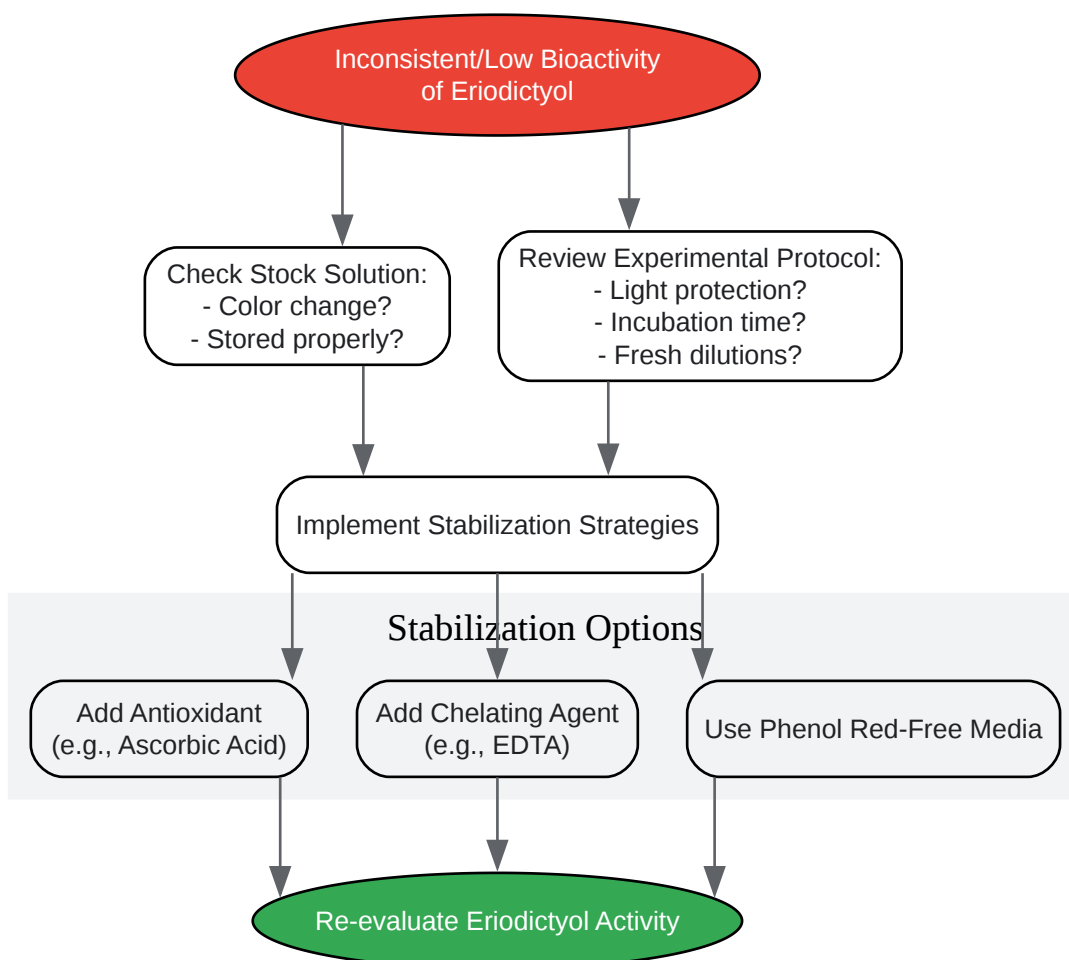 Inconsistent/Low Bioactivity
of Eriodictyol
Check Stock Solution:
- Color change?
- Stored properly?
Review Experimental Protocol:
- Light protection?
- Incubation time?
- Fresh dilutions?
Implement Stabilization Strategies
Stabilization Options
Add Antioxidant
(e.g., Ascorbic Acid)
Add Chelating Agent
(e.g., EDTA)
Use Phenol Red-Free Media
Re-evaluate Eriodictyol Activity